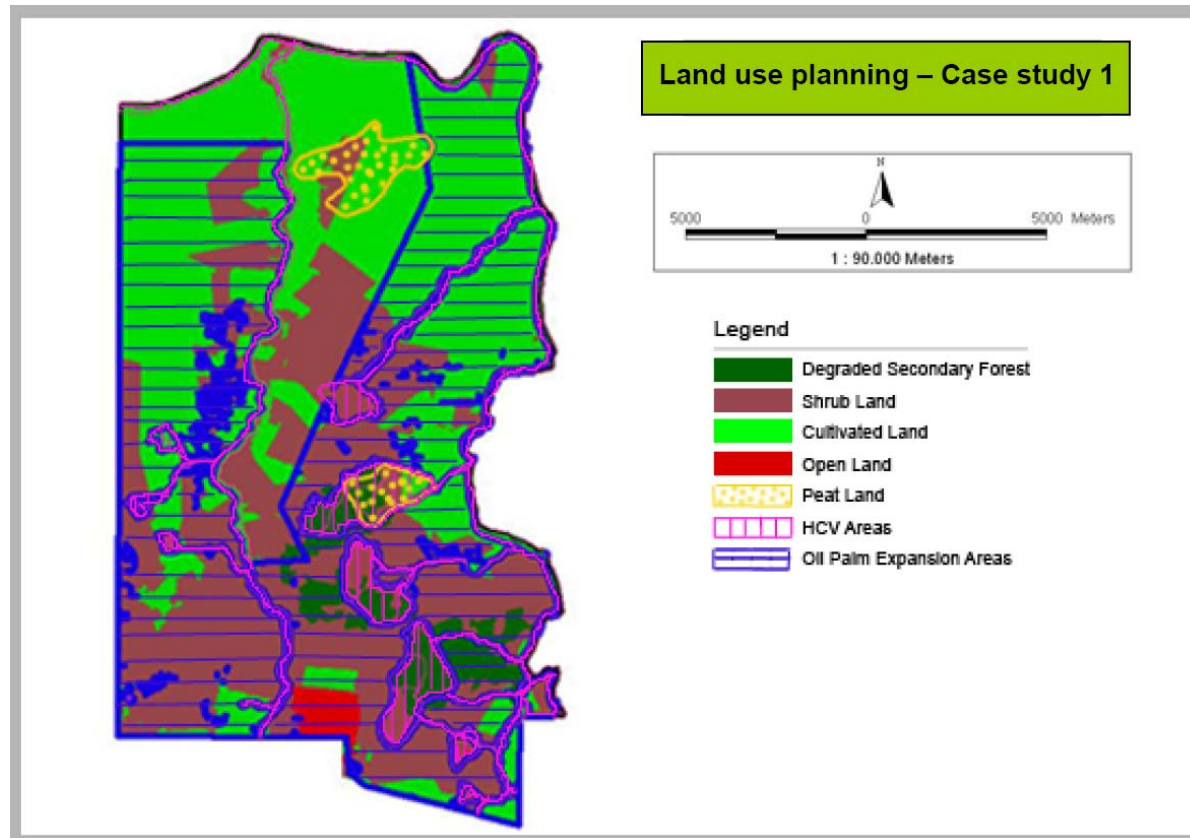 Land use planning – Case study 1
N
5000 0 5000 Meters
1 : 90.000 Meters
Legend
Degraded Secondary Forest
Shrub Land
Cultivated Land
Open Land
Peat Land
HCV Areas
Oil Palm Expansion Areas